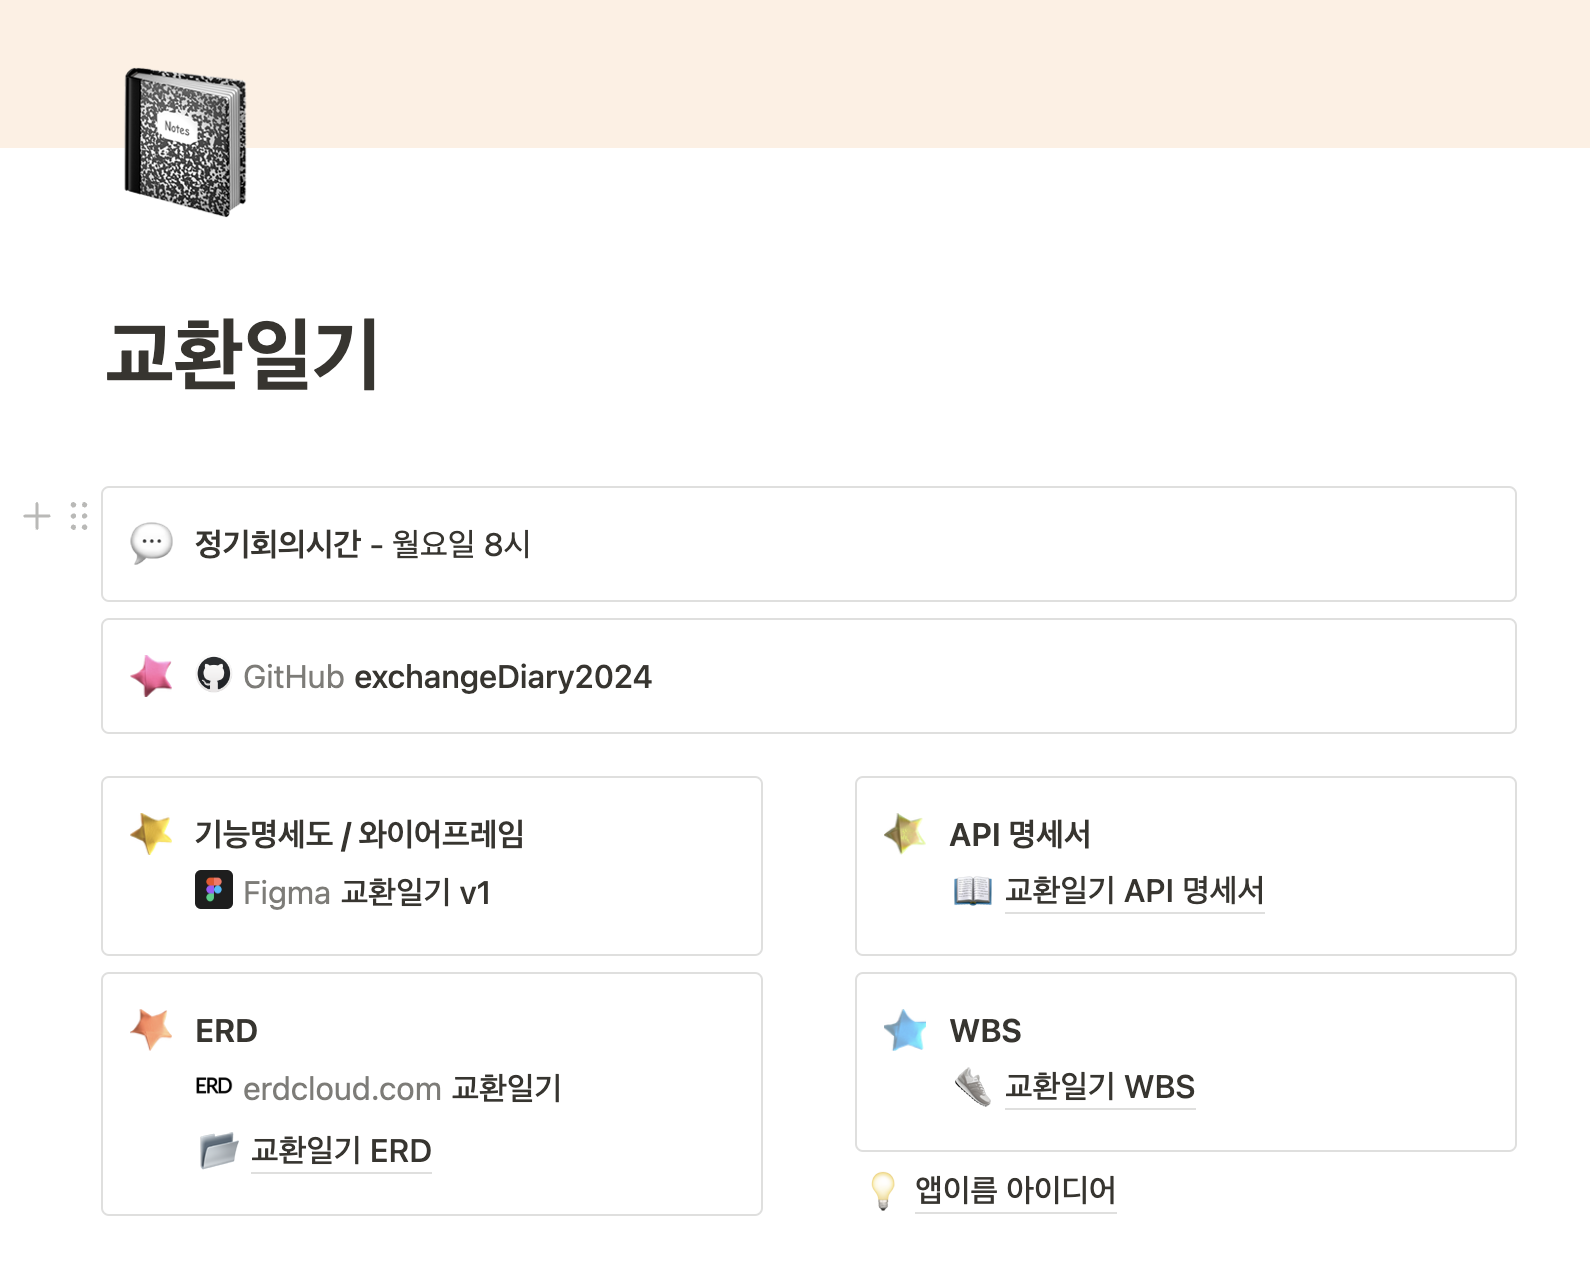 Notes
교환일기
정기회의시간 - 월요일 8시
GitHub exchangeDiary2024
기능명세도 / 와이어프레임
Figma 교환일기 v1
API 명세서
교환일기 API 명세서
ERD
ERD erdcloud.com 교환일기
교환일기 ERD
WBS
교환일기 WBS
앱이름 아이디어